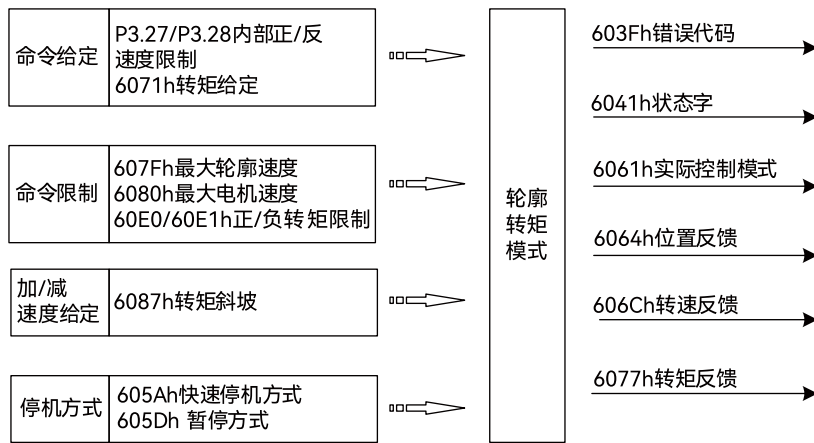 命令给定
P3.27/P3.28内部正/反
速度限制
6071h转矩给定
命令限制
607Fh最大轮廓速度
6080h最大电机速度
60E0/60E1h正/负转矩限制
加/减
速度给定
6087h转矩斜坡
停机方式
605Ah快速停机方式
605Dh 暂停方式
轮廓
转矩
模式
603Fh错误代码
6041h状态字
6061h实际控制模式
6064h位置反馈
606Ch转速反馈
6077h转矩反馈